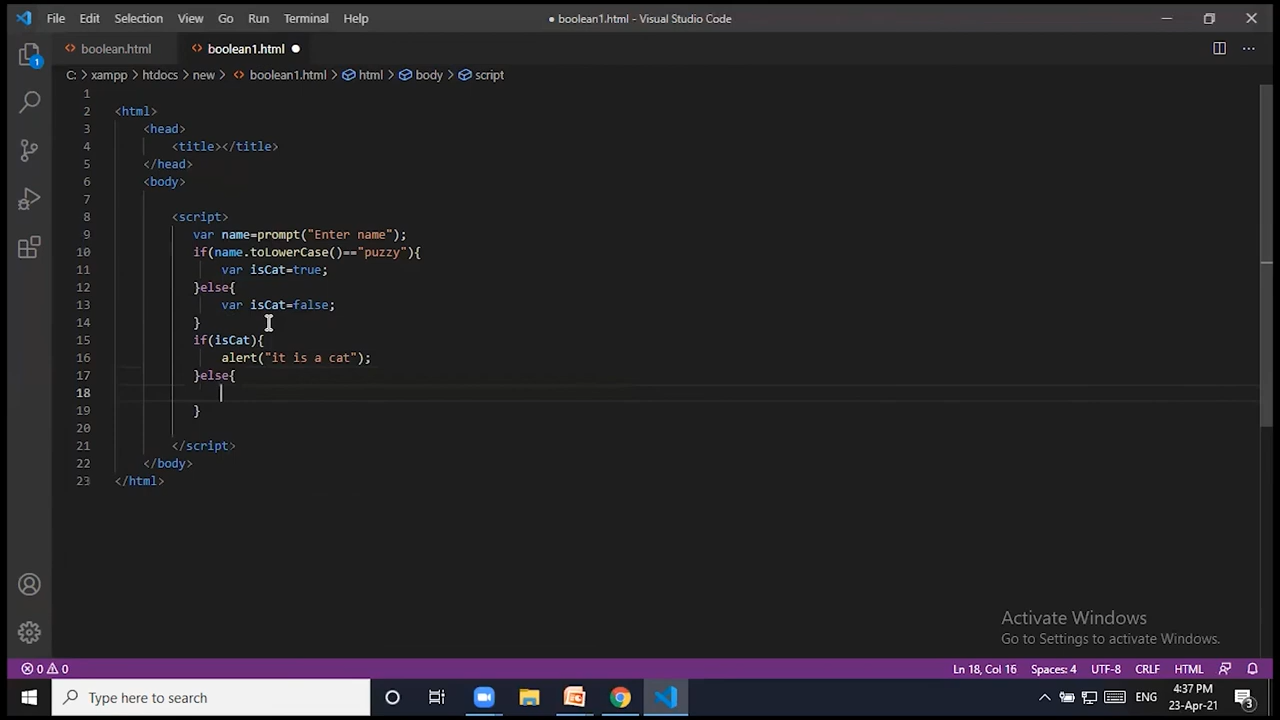 File Edit Selection View Go Run Terminal Help
● boolean1.html - Visual Studio Code
boolean.html
boolean1.html ●
C: > xampp > htdocs > new > boolean1.html > html > body > script
1
2 <html>
3 <head>
4 <title></title>
5 </head>
6 <body>
7
8 <script>
9 var name=prompt("Enter name");
10 if(name.toLowerCase()=="puzzy"){
11 var isCat=true;
12 }else{
13 var isCat=false;
14 }
15 if(isCat){
16 alert("it is a cat");
17 }else{
18
19 }
20
21 </script>
22 </body>
23 </html>
1
Activate Windows
Go to Settings to activate Windows.
0 0
Ln 18, Col 16 Spaces: 4 UTF-8 CRLF HTML
Type here to search
ENG
4:37 PM
23-Apr-21
3